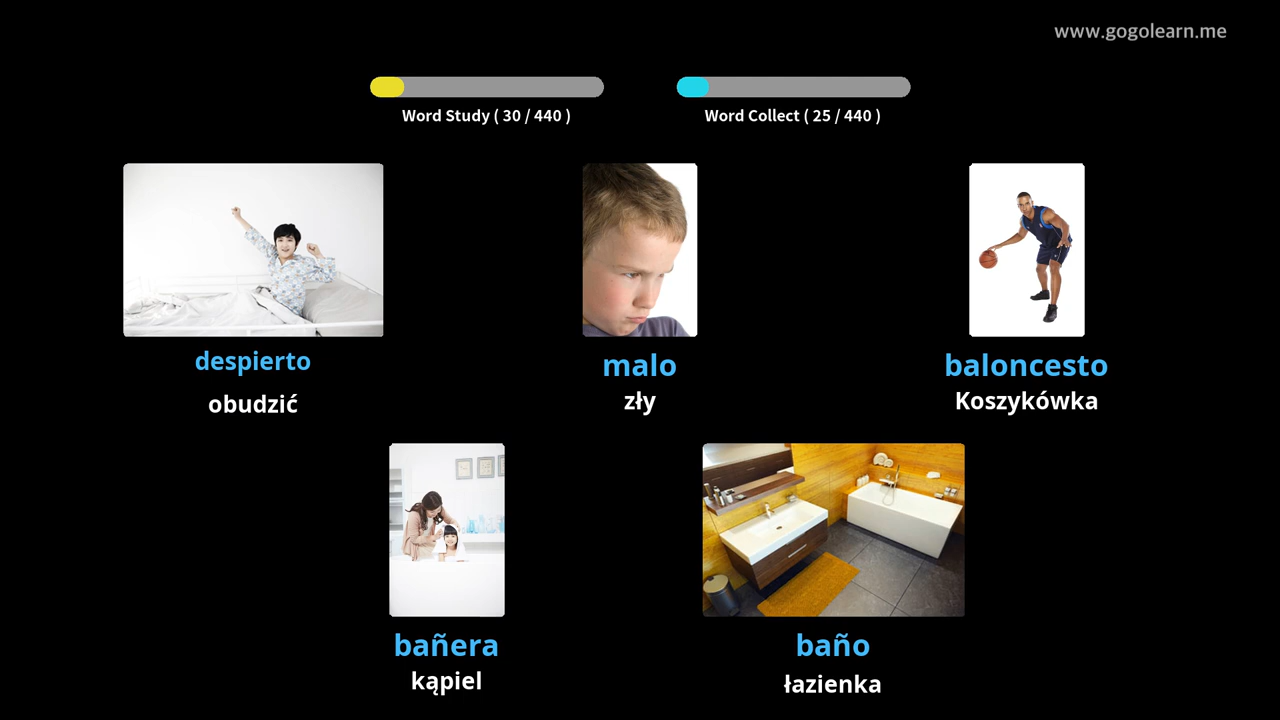 www.gogolearn.me
Word Study ( 30 / 440 )
Word Collect ( 25 / 440 )
despierto
obudzić
malo
zły
baloncesto
Koszykówka
bañera
kąpiel
baño
łazienka